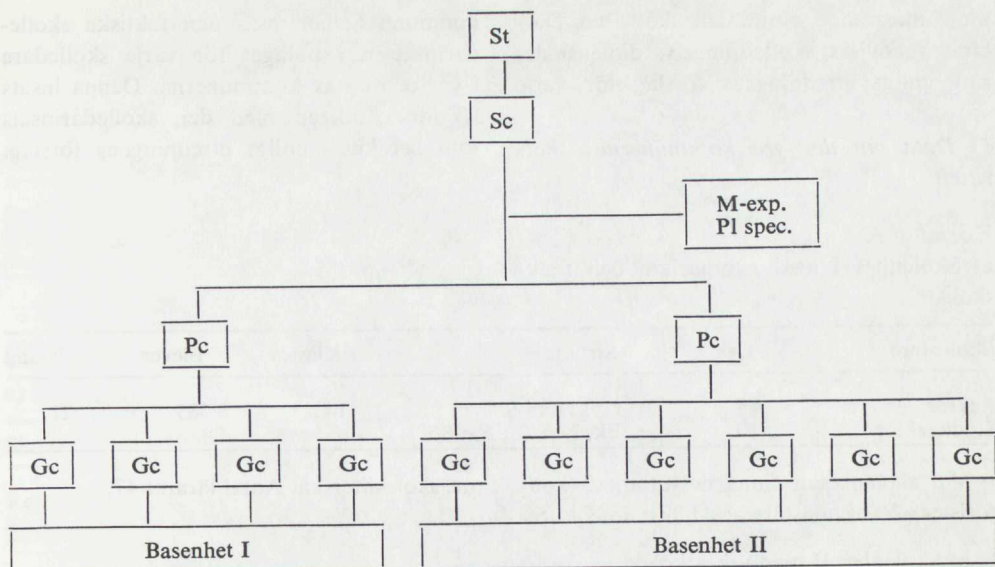 St
Sc
M-exp.
Pl spec.
Pc Pc
Gc Gc Gc Gc Gc Gc Gc Gc Gc Gc
Basenhet I Basenhet II